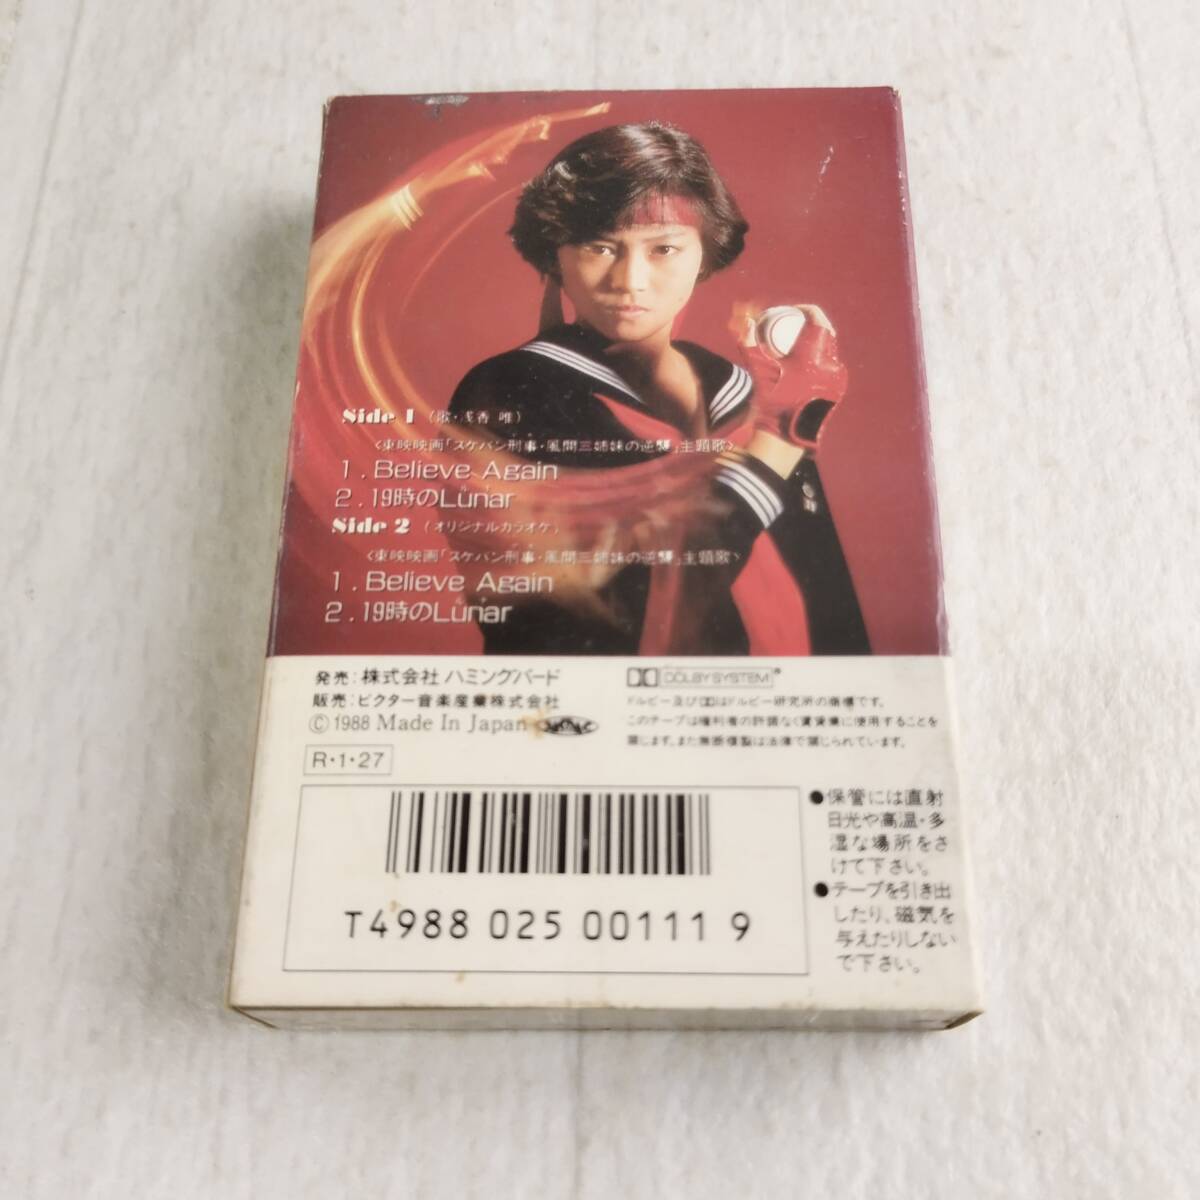 Side 1 (歌・浅香 唯)
<東映映画「スケバン刑事・風間三姉妹の逆襲」主題歌>
1. Believe Again
2. 19時のLunar
Side 2 (オリジナルカラオケ)
<東映映画「スケバン刑事・風間三姉妹の逆襲」主題歌>
1. Believe Again
2. 19時のLunar
発売:株式会社ハミングバード
販売:ビクター音楽産業株式会社
© 1988 Made In Japan
R・1・27
DOLBY SYSTEM®
ドルビー及びはドルビー研究所の商標です。
このテープは権利者の許諾なく賃貸業に使用することを
禁じます。また無断複製は法律で禁じられています。
T4988 025 00111 9
●保管には直射
日光や高温・多
湿な場所をさ
けて下さい。
●テープを引き出
したり、磁気を
与えたりしない
で下さい。